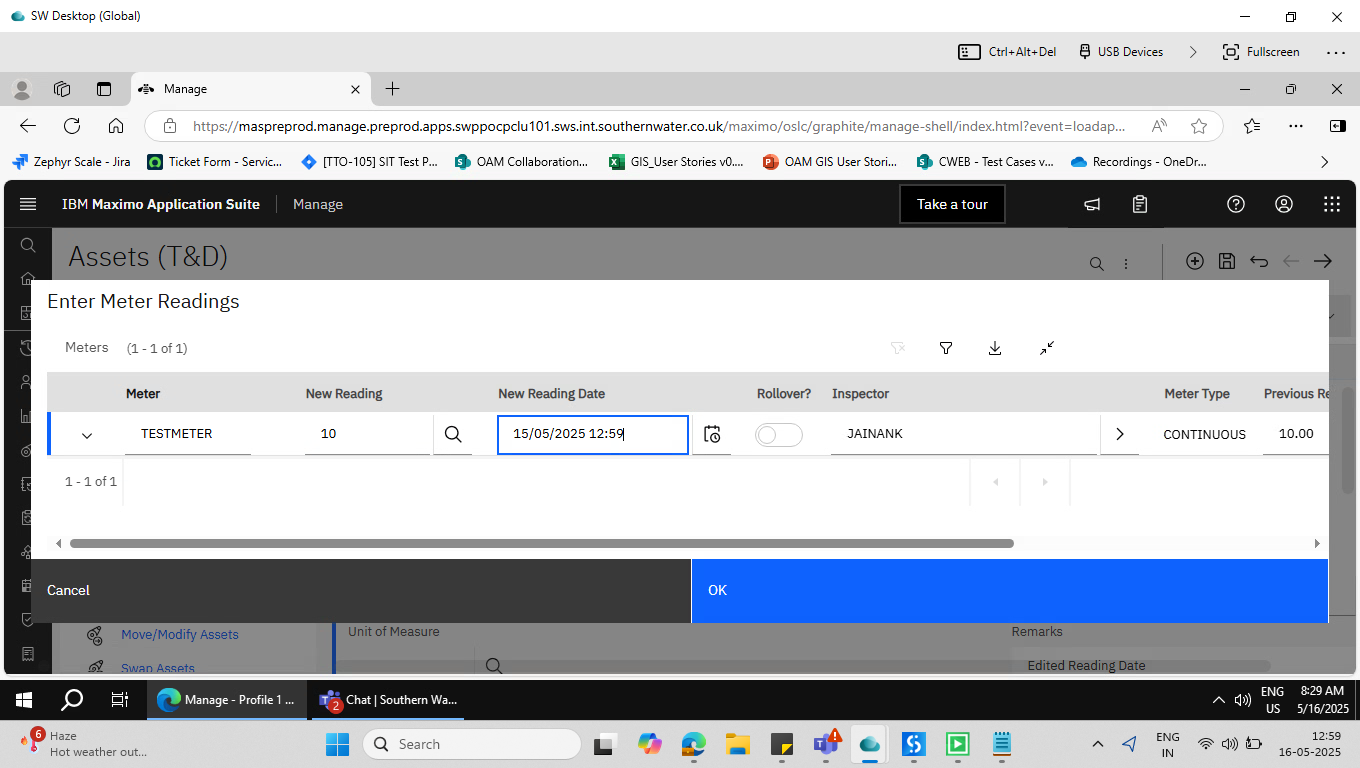 SW Desktop (Global)
Ctrl+Alt+Del
USB Devices
Fullscreen
Manage
https://maspreprod.manage.preprod.apps.swppocpclu101.sws.int.southernwater.co.uk/maximo/oslc/graphite/manage-shell/index.html?event=loadap...
Zephyr Scale - Jira
Ticket Form - Servic...
[TTO-105] SIT Test P...
OAM Collaboration...
GIS_User Stories v0....
OAM GIS User Stori...
CWEB - Test Cases v...
Recordings - OneDr...
IBM Maximo Application Suite
Manage
Take a tour
Assets (T&D)
Enter Meter Readings
Meters
(1 - 1 of 1)
Meter
New Reading
New Reading Date
Rollover?
Inspector
Meter Type
Previous Re
TESTMETER
10
15/05/2025 12:59
JAINANK
CONTINUOUS
10.00
1 - 1 of 1
Cancel
OK
Move/Modify Assets
Unit of Measure
Remarks
Swap Assets
Edited Reading Date
Manage - Profile 1 ...
2
Chat | Southern Wa...
ENG
US
8:29 AM
5/16/2025
6
Haze
Hot weather out...
Search
ENG
IN
12:59
16-05-2025